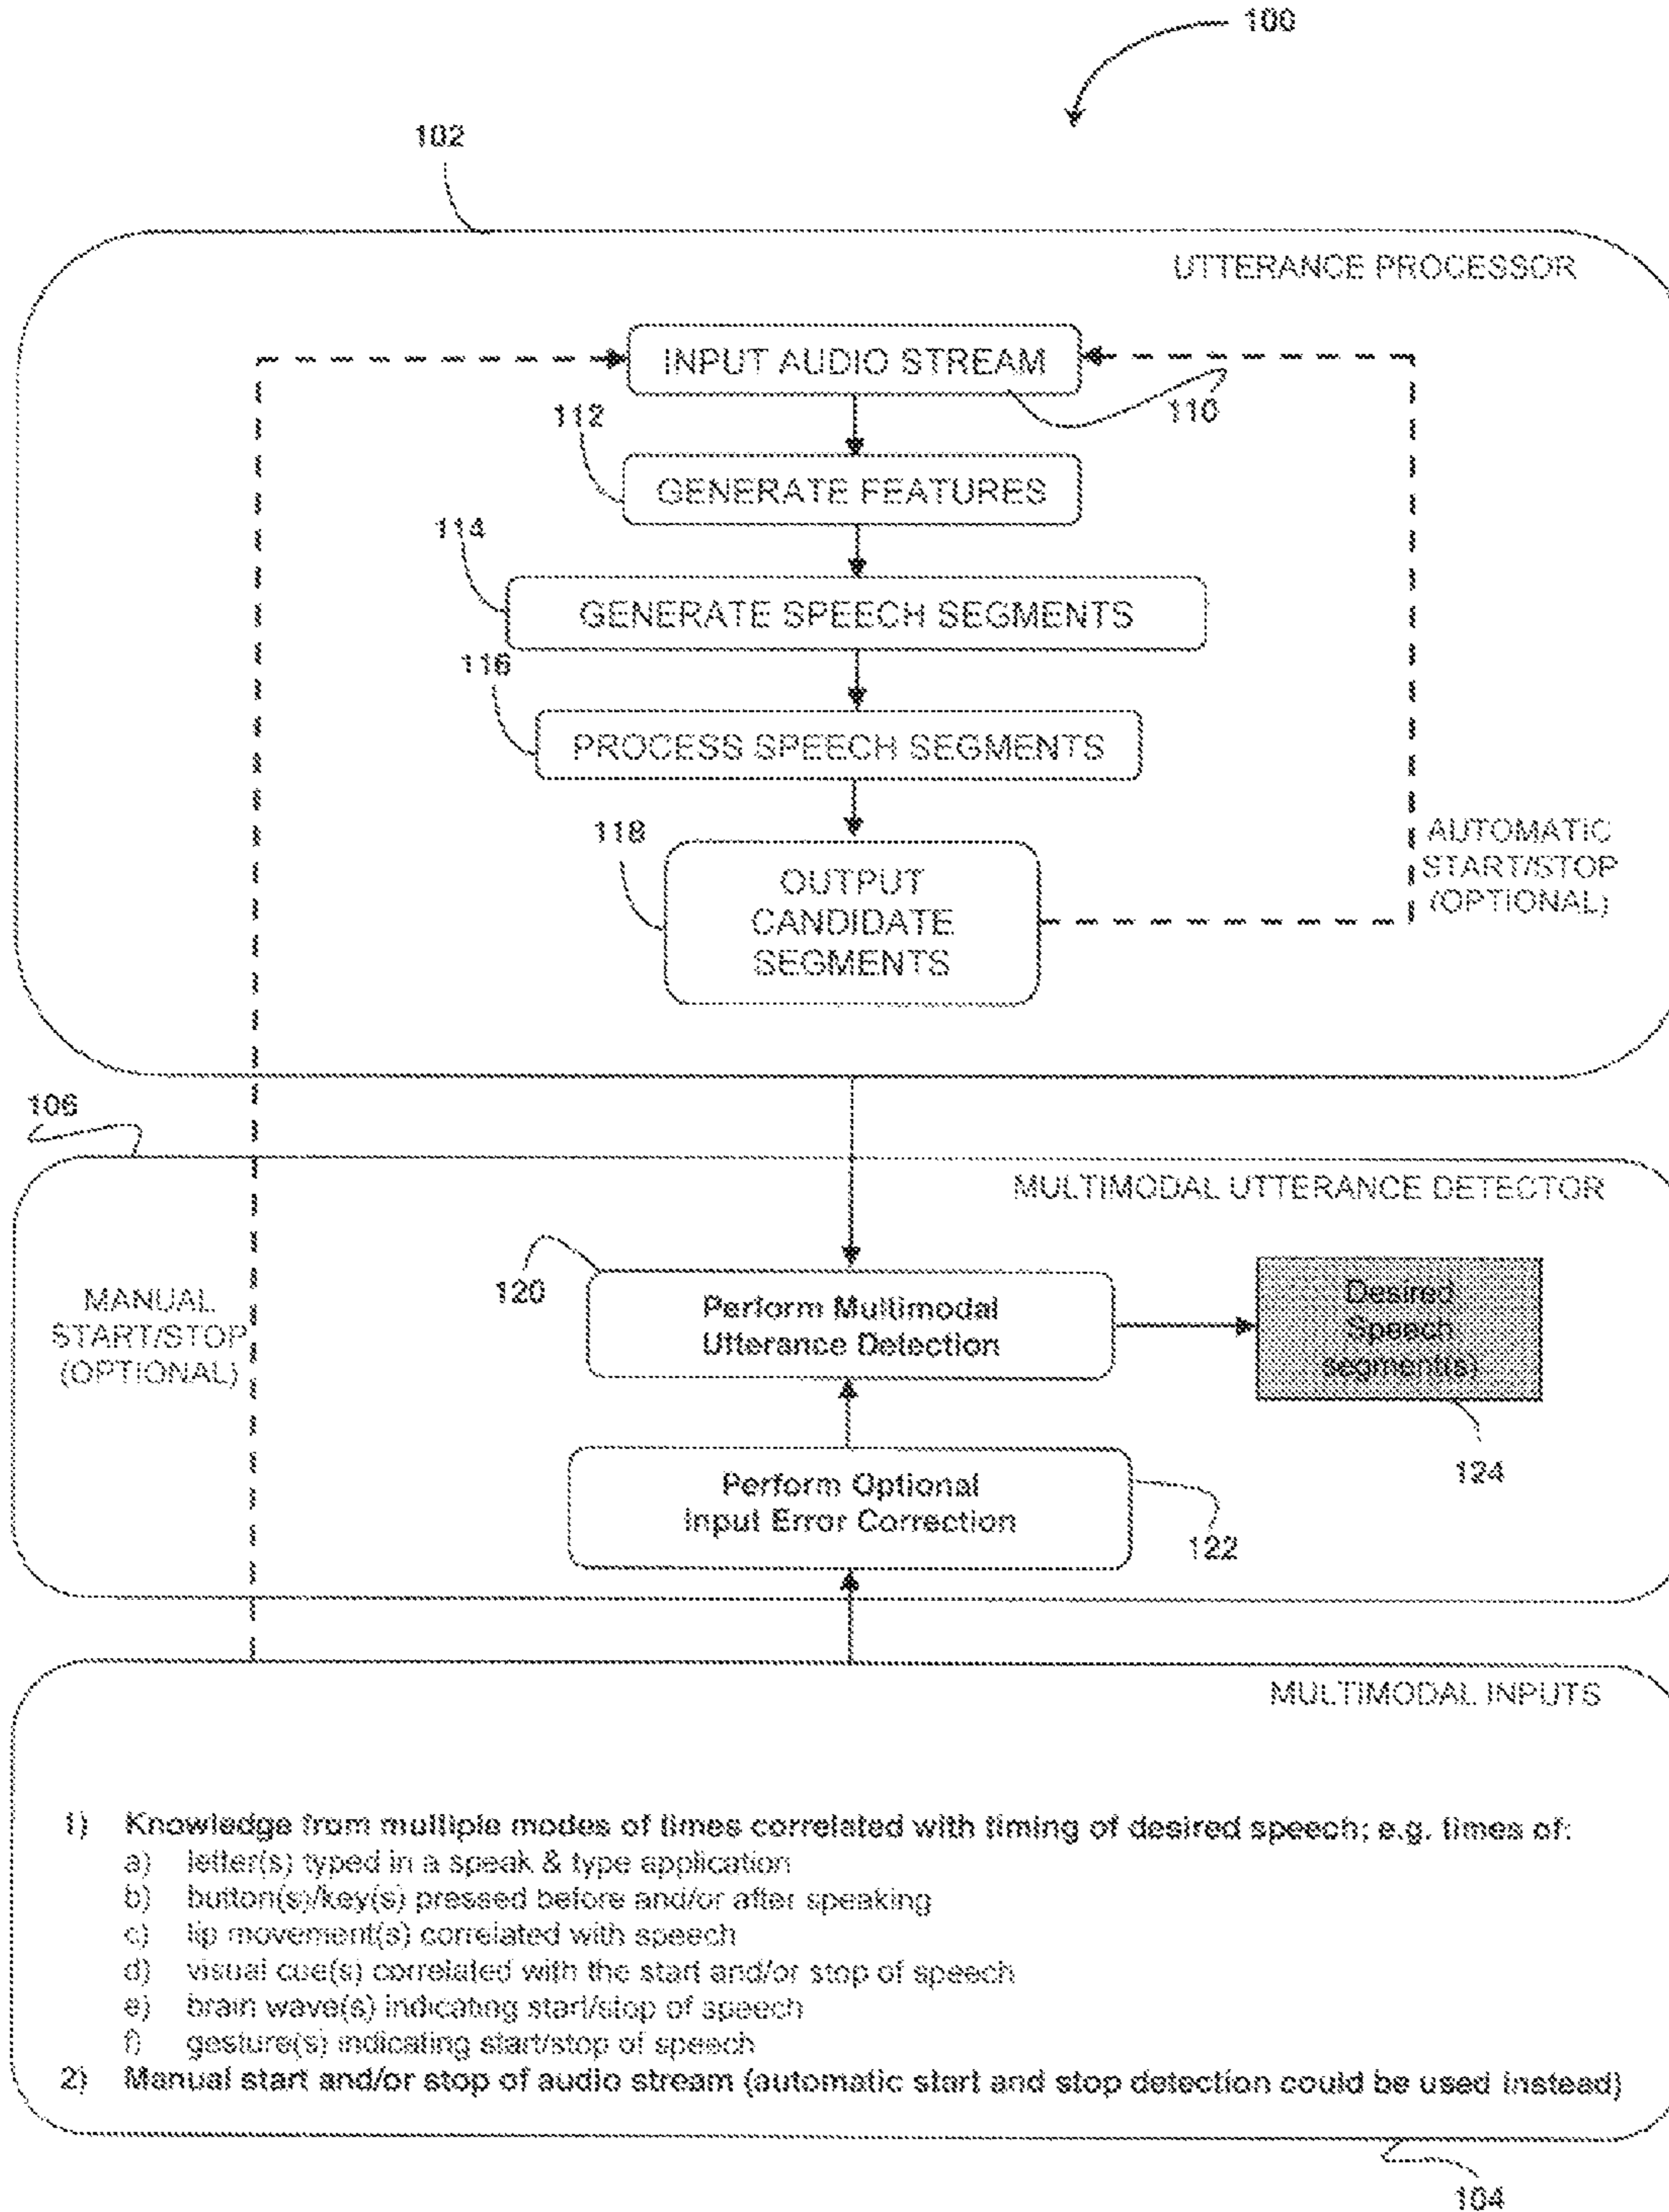 100
102
UTTERANCE PROCESSOR
INPUT AUDIO STREAM
110
112
GENERATE FEATURES
114
GENERATE SPEECH SEGMENTS
116
PROCESS SPEECH SEGMENTS
118
OUTPUT
CANDIDATE
SEGMENTS
AUTOMATIC
START/STOP
(OPTIONAL)
106
MULTIMODAL UTTERANCE DETECTOR
MANUAL
START/STOP
(OPTIONAL)
120
Perform Multimodal
Utterance Detection
Desired
Speech
segment(s)
124
Perform Optional
Input Error Correction
122
MULTIMODAL INPUTS
1) Knowledge from multiple modes of times correlated with timing of desired speech; e.g. times of:
a) letter(s) typed in a speak & type application
b) button(s)/key(s) pressed before and/or after speaking
c) lip movement(s) correlated with speech
d) visual cue(s) correlated with the start and/or stop of speech
e) brain wave(s) indicating start/stop of speech
f) gesture(s) indicating start/stop of speech
2) Manual start and/or stop of audio stream (automatic start and stop detection could be used instead)
104